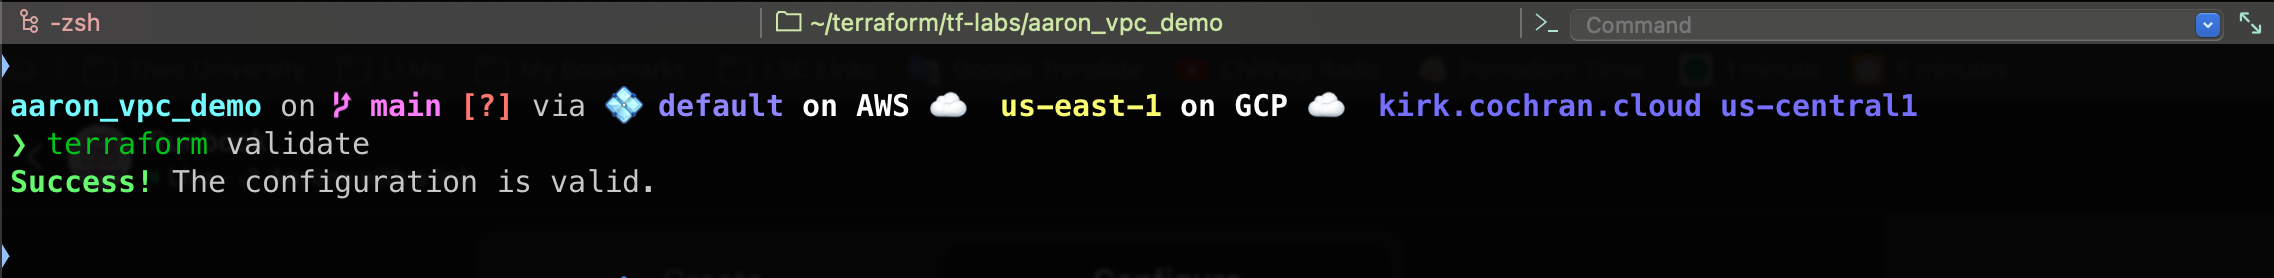 -zsh
~/terraform/tf-labs/aaron_vpc_demo
Command
aaron_vpc_demo on main [?] via default on AWS us-east-1 on GCP kirk.cochran.cloud us-central1
❯ terraform validate
Success! The configuration is valid.